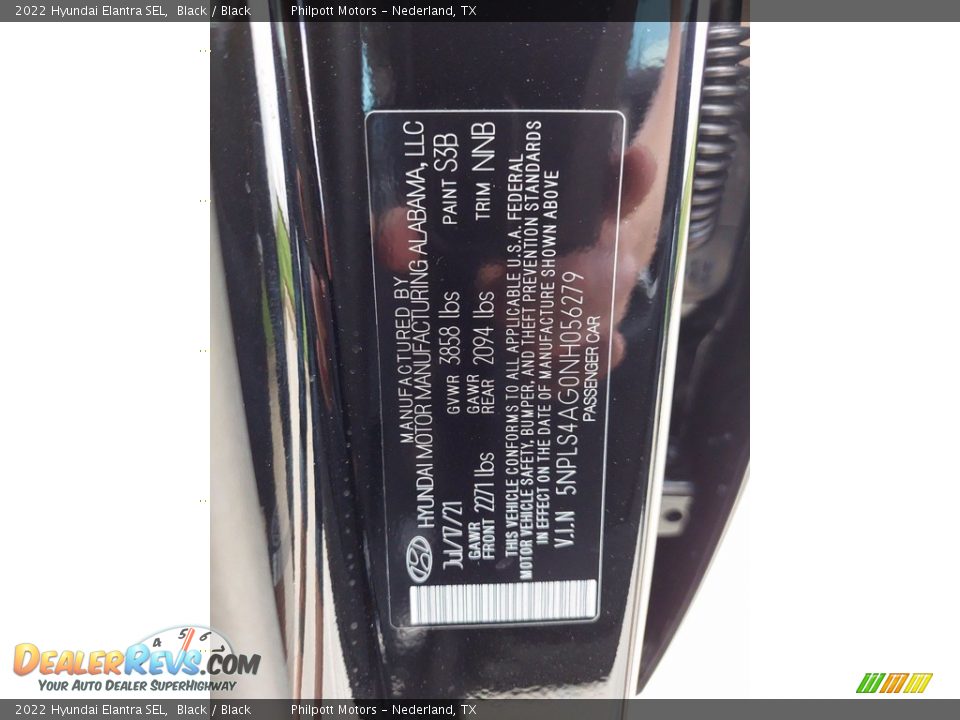 2022 Hyundai Elantra SEL, Black / Black Philpott Motors - Nederland, TX
MANUFACTURED BY
HYUNDAI MOTOR MANUFACTURING ALABAMA, LLC
Jul/17/21 GVWR 3858 lbs PAINT S3B
GAWR FRONT 2271 lbs GAWR REAR 2094 lbs TRIM NNB
THIS VEHICLE CONFORMS TO ALL APPLICABLE U.S.A. FEDERAL
MOTOR VEHICLE SAFETY, BUMPER, AND THEFT PREVENTION STANDARDS
IN EFFECT ON THE DATE OF MANUFACTURE SHOWN ABOVE
V.I.N 5NPLS4AG0NH056279
PASSENGER CAR
4 5 6
DEALERREVS.COM
YOUR AUTO DEALER SUPERHIGHWAY
2022 Hyundai Elantra SEL, Black / Black Philpott Motors - Nederland, TX